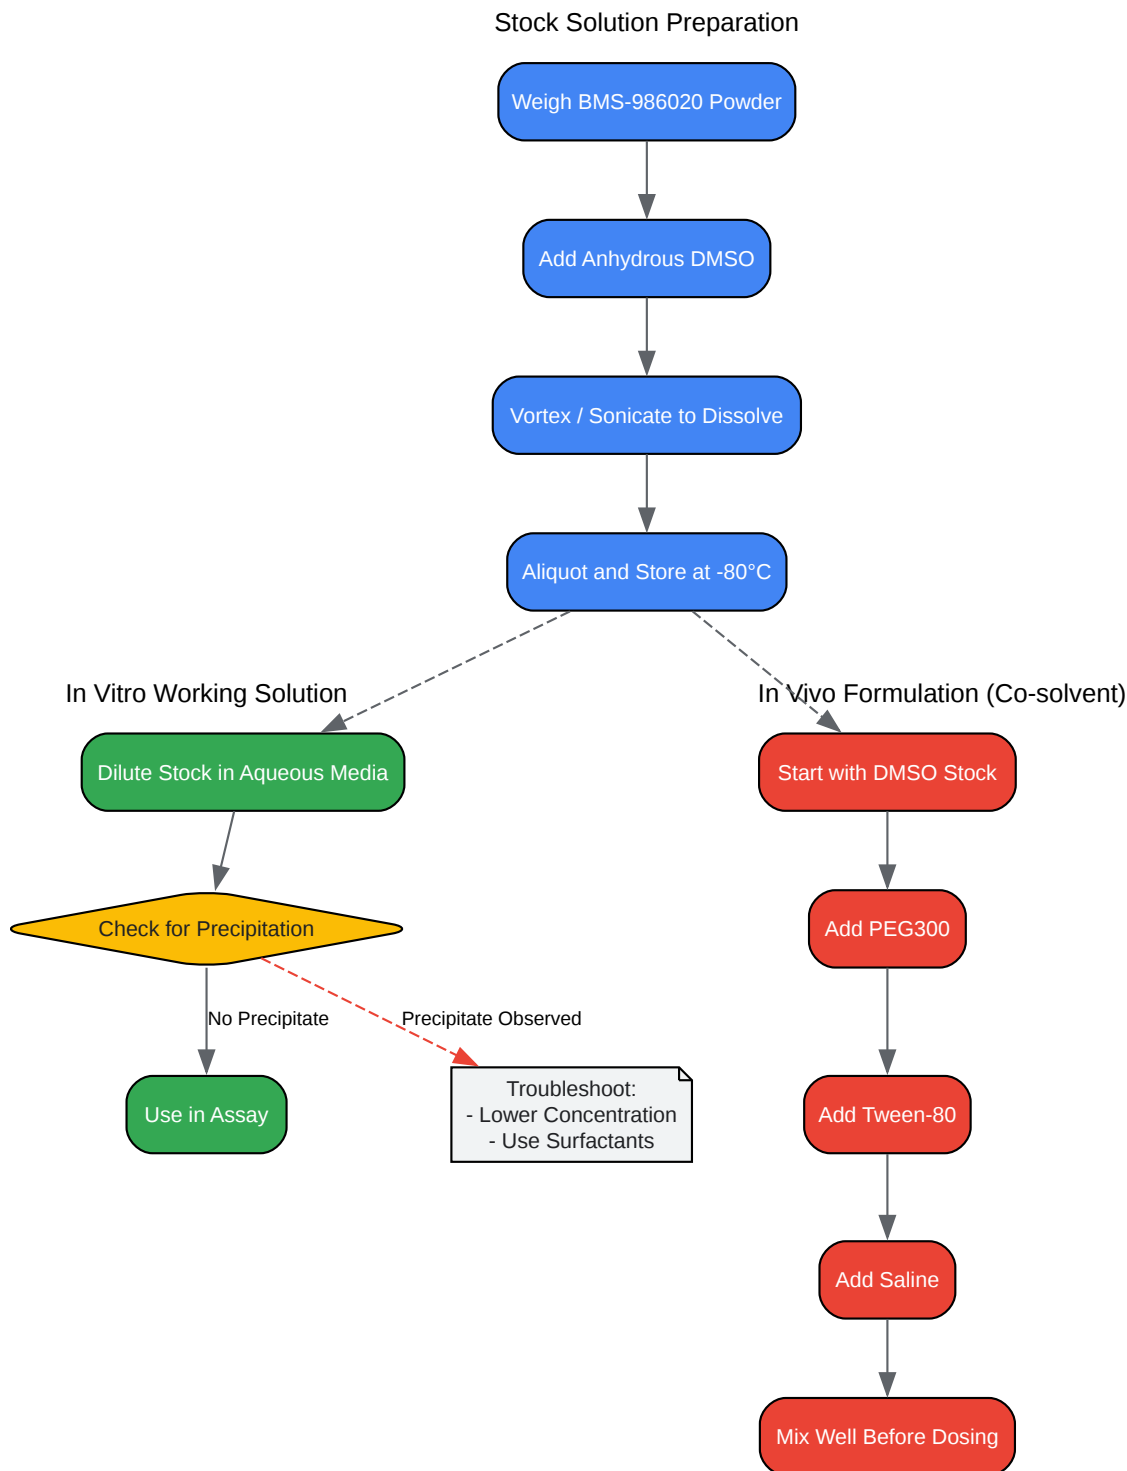 Stock Solution Preparation
Weigh BMS-986020 Powder
Add Anhydrous DMSO
Vortex / Sonicate to Dissolve
Aliquot and Store at -80°C
In Vitro Working Solution
Dilute Stock in Aqueous Media
Check for Precipitation
No Precipitate
Precipitate Observed
Use in Assay
Troubleshoot:
- Lower Concentration
- Use Surfactants
In Vivo Formulation (Co-solvent)
Start with DMSO Stock
Add PEG300
Add Tween-80
Add Saline
Mix Well Before Dosing